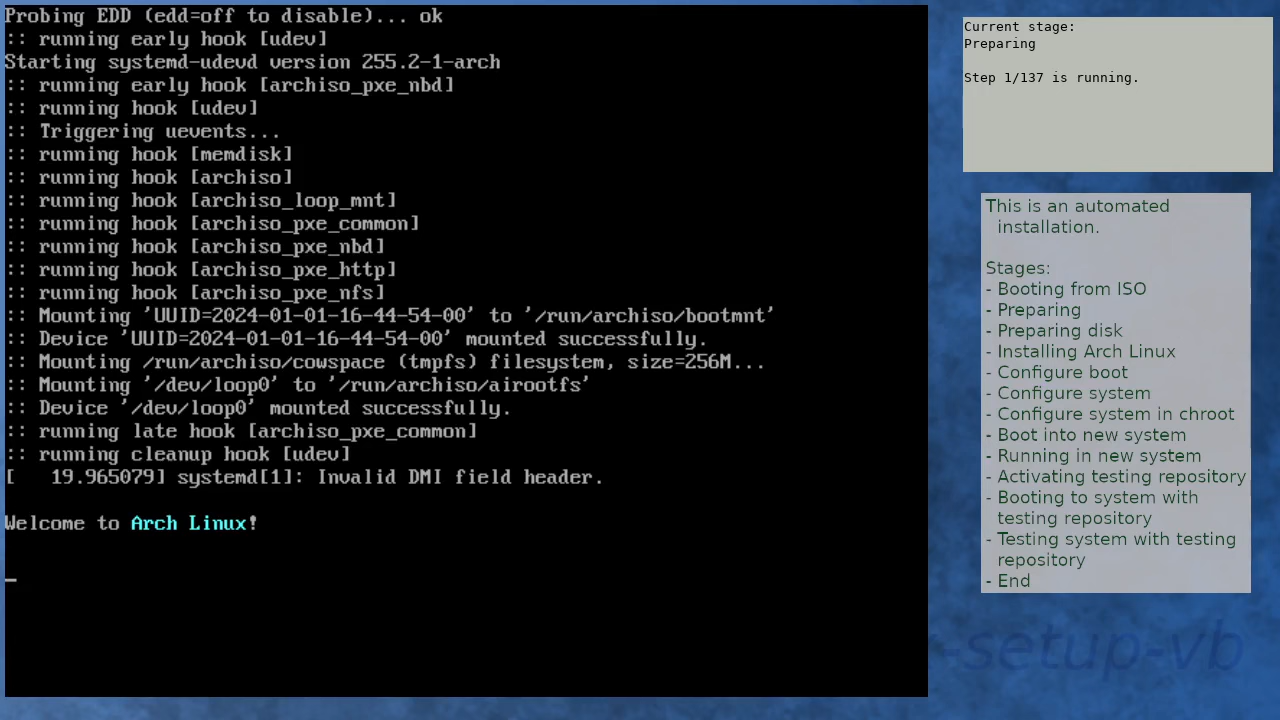 Probing EDD (edd=off to disable)... ok
:: running early hook [udev]
Starting systemd-udevd version 255.2-1-arch
:: running early hook [archiso_pxe_nbd]
:: running hook [udev]
:: Triggering uevents...
:: running hook [memdisk]
:: running hook [archiso]
:: running hook [archiso_loop_mnt]
:: running hook [archiso_pxe_common]
:: running hook [archiso_pxe_nbd]
:: running hook [archiso_pxe_http]
:: running hook [archiso_pxe_nfs]
:: Mounting 'UUID=2024-01-01-16-44-54-00' to '/run/archiso/bootmnt'
:: Device 'UUID=2024-01-01-16-44-54-00' mounted successfully.
:: Mounting /run/archiso/cowspace (tmpfs) filesystem, size=256M...
:: Mounting '/dev/loop0' to '/run/archiso/airootfs'
:: Device '/dev/loop0' mounted successfully.
:: running late hook [archiso_pxe_common]
:: running cleanup hook [udev]
[   19.965079] systemd[1]: Invalid DMI field header.
Welcome to Arch Linux!
Current stage:
Preparing
Step 1/137 is running.
This is an automated
installation.
Stages:
- Booting from ISO
- Preparing
- Preparing disk
- Installing Arch Linux
- Configure boot
- Configure system
- Configure system in chroot
- Boot into new system
- Running in new system
- Activating testing repository
- Booting to system with
testing repository
- Testing system with testing
repository
- End
-setup-vb